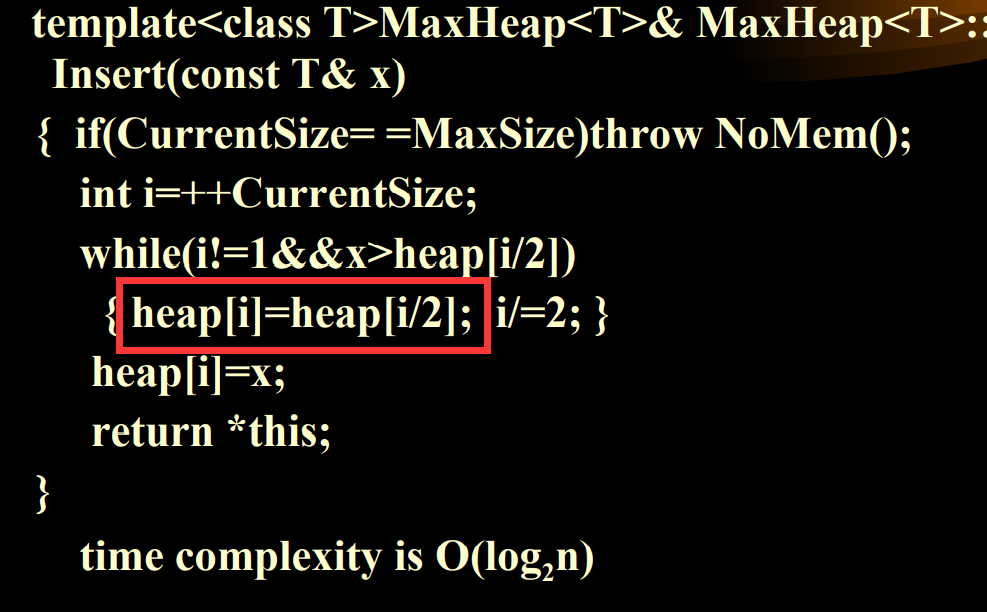 template<class T>MaxHeap<T>& MaxHeap<T>::
Insert(const T& x)
{ if(CurrentSize= =MaxSize)throw NoMem();
int i=++CurrentSize;
while(i!=1&&x>heap[i/2])
{ heap[i]=heap[i/2]; i/=2; }
heap[i]=x;
return *this;
}
time complexity is O(log₂n)